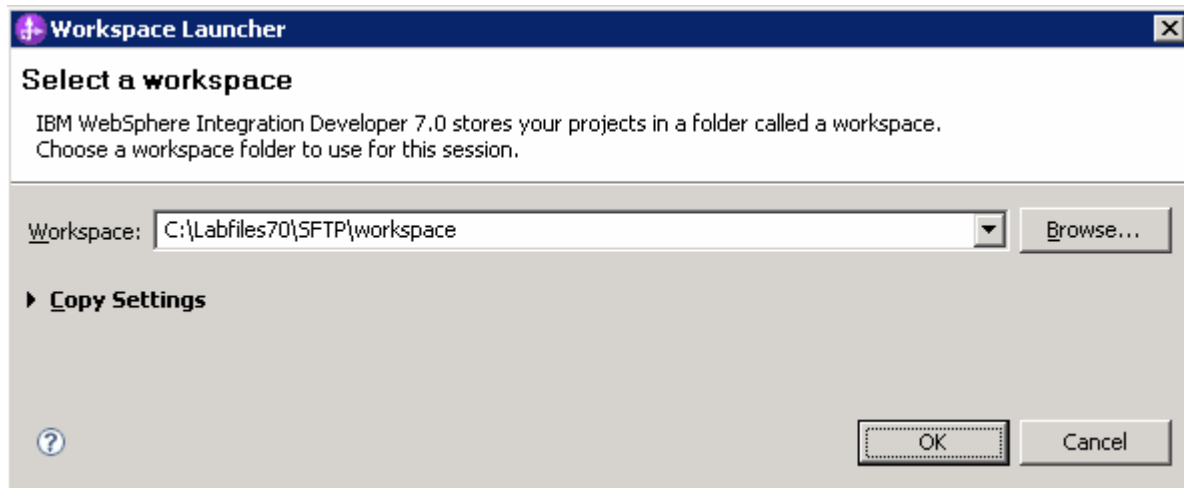 Workspace Launcher
Select a workspace
IBM WebSphere Integration Developer 7.0 stores your projects in a folder called a workspace.
Choose a workspace folder to use for this session.
Workspace: C:\Labfiles70\SFTP\workspace Browse...
Copy Settings
? OK Cancel